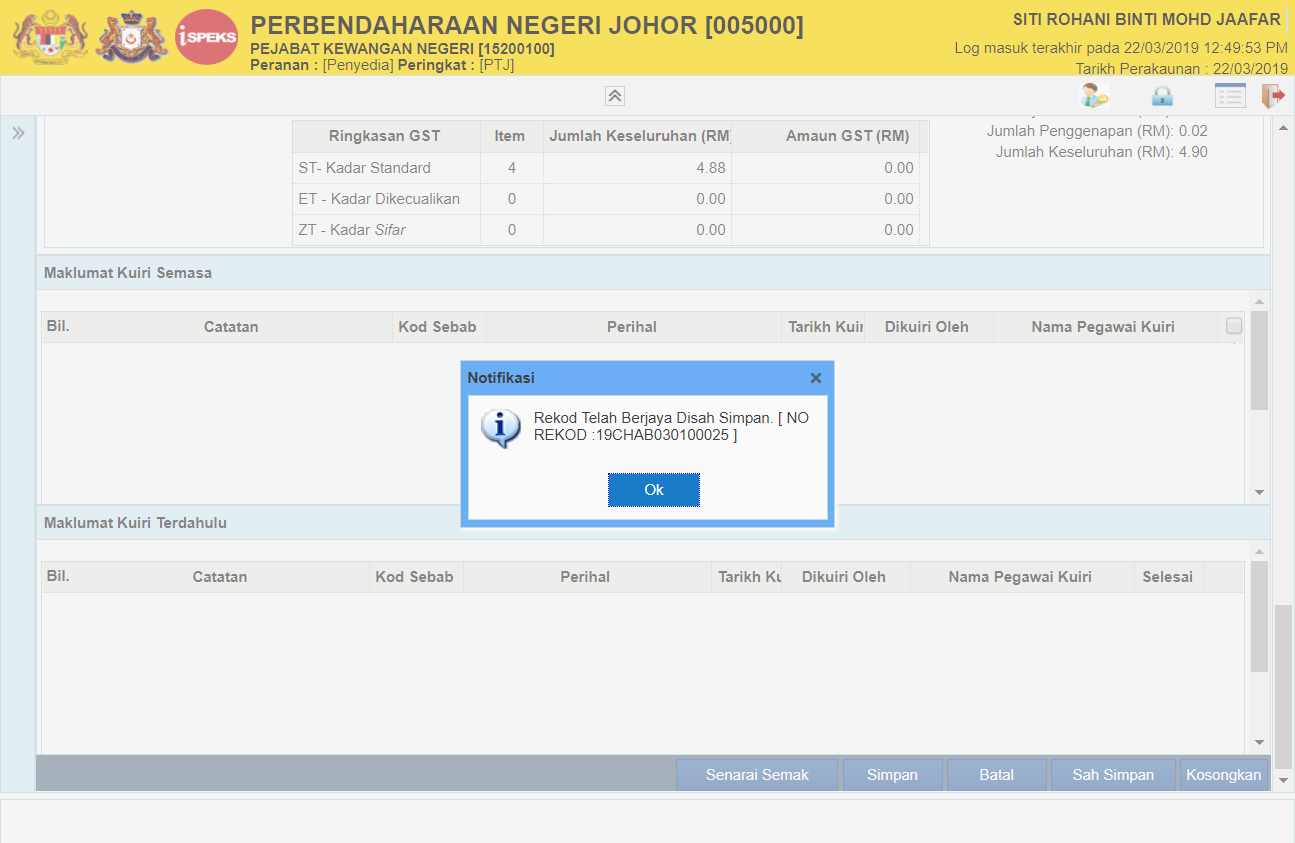 iSPEKS
PERBENDAHARAAN NEGERI JOHOR [005000]
PEJABAT KEWANGAN NEGERI [15200100]
Peranan : [Penyedia] Peringkat : [PTJ]
SITI ROHANI BINTI MOHD JAAFAR
Log masuk terakhir pada 22/03/2019 12:49:53 PM
Tarikh Perakaunan : 22/03/2019
Ringkasan GST Item Jumlah Keseluruhan (RM) Amaun GST (RM)
ST- Kadar Standard 4 4.88 0.00
ET - Kadar Dikecualikan 0 0.00 0.00
ZT - Kadar Sifar 0 0.00 0.00
Jumlah Penggenapan (RM): 0.02
Jumlah Keseluruhan (RM): 4.90
Maklumat Kuiri Semasa
Bil. Catatan Kod Sebab Perihal Tarikh Kuir Dikuiri Oleh Nama Pegawai Kuiri
Notifikasi
Rekod Telah Berjaya Disah Simpan. [ NO
REKOD :19CHAB030100025 ]
Ok
Maklumat Kuiri Terdahulu
Bil. Catatan Kod Sebab Perihal Tarikh Ku Dikuiri Oleh Nama Pegawai Kuiri Selesai
Senarai Semak Simpan Batal Sah Simpan Kosongkan